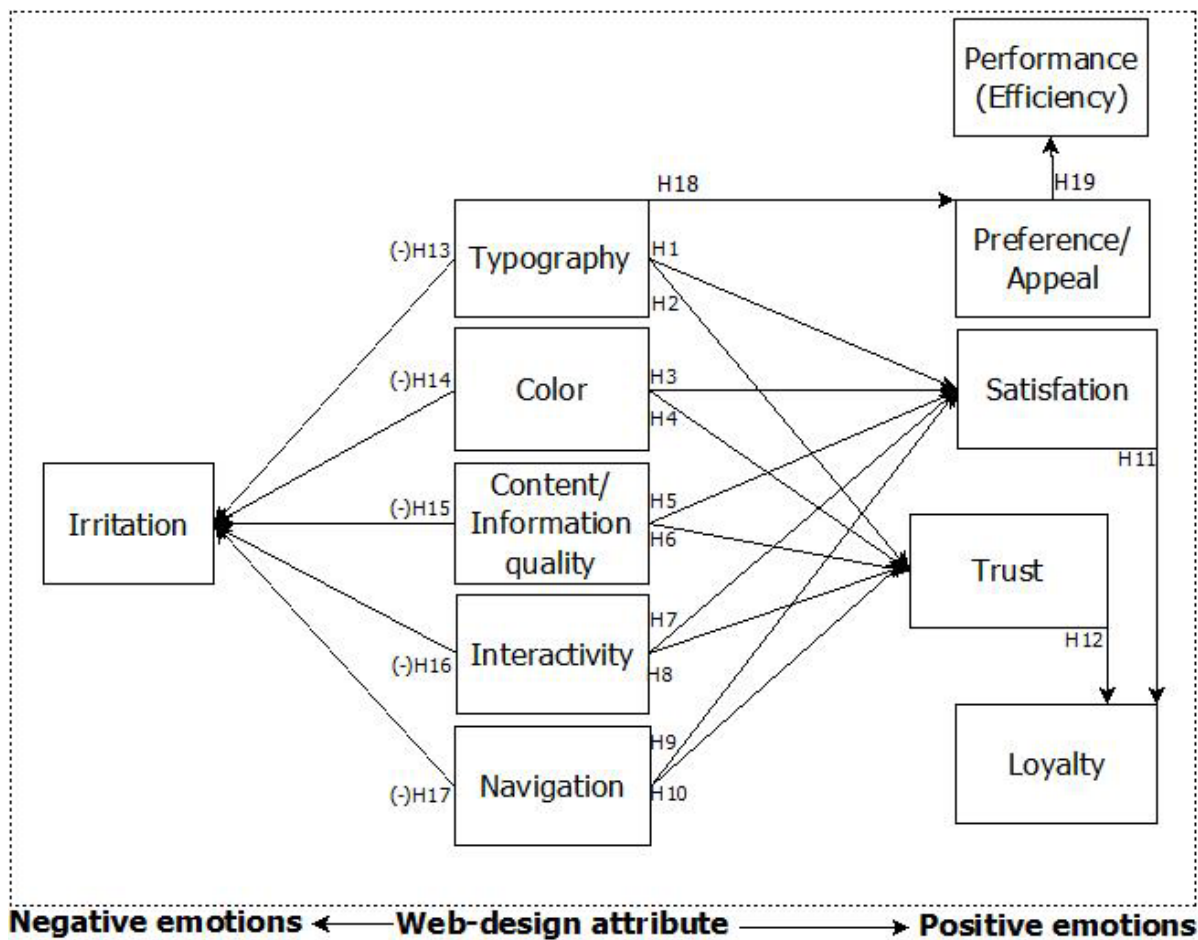 Performance
(Efficiency)
H18
H19
(-)H13
Typography
H1
H2
Preference/
Appeal
(-)H14
Color
H3
H4
Satisfation
H11
Irritation
(-)H15
Content/
Information
quality
H5
H6
Trust
H12
(-)H16
Interactivity
H7
H8
(-)H17
Navigation
H9
H10
Loyalty
Negative emotions
Web-design attribute
Positive emotions